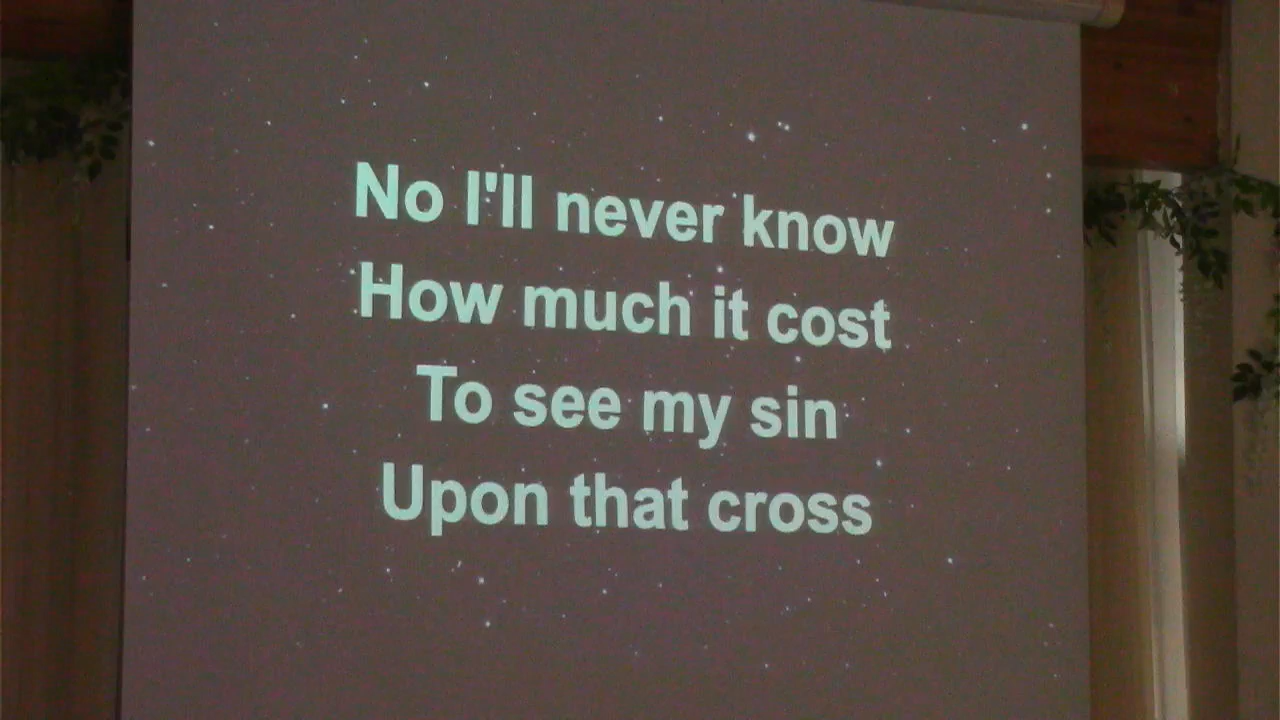 No I'll never know
How much it cost
To see my sin
Upon that cross